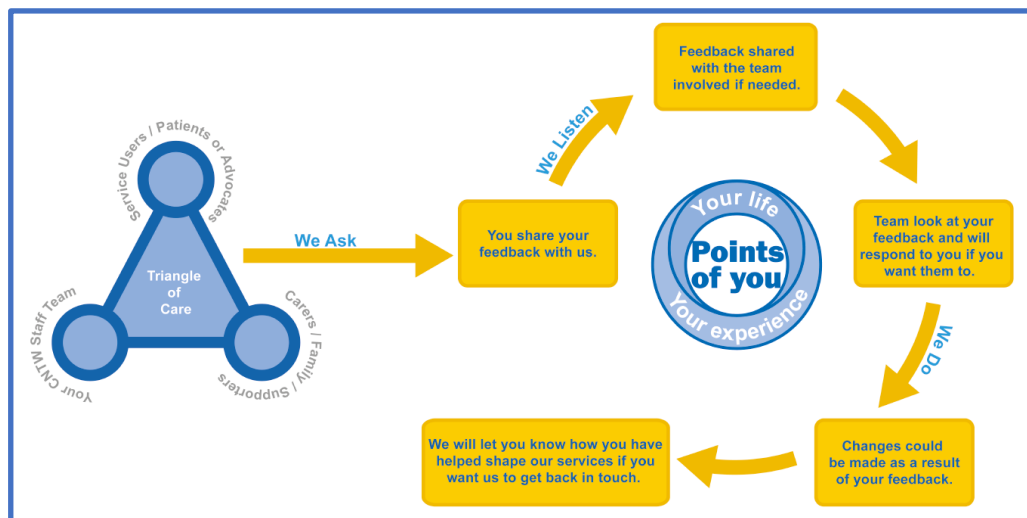 Service Users / Patients or Advocates
Triangle
of
Care
Your CNTW Staff Team
Carers / Family / Supporters
We Ask
You share your
feedback with us.
We Listen
Feedback shared
with the team
involved if needed.
Your life
Points
of you
Your experience
Team look at your
feedback and will
respond to you if you
want them to.
We Do
Changes could
be made as a result
of your feedback.
We will let you know how you have
helped shape our services if you
want us to get back in touch.